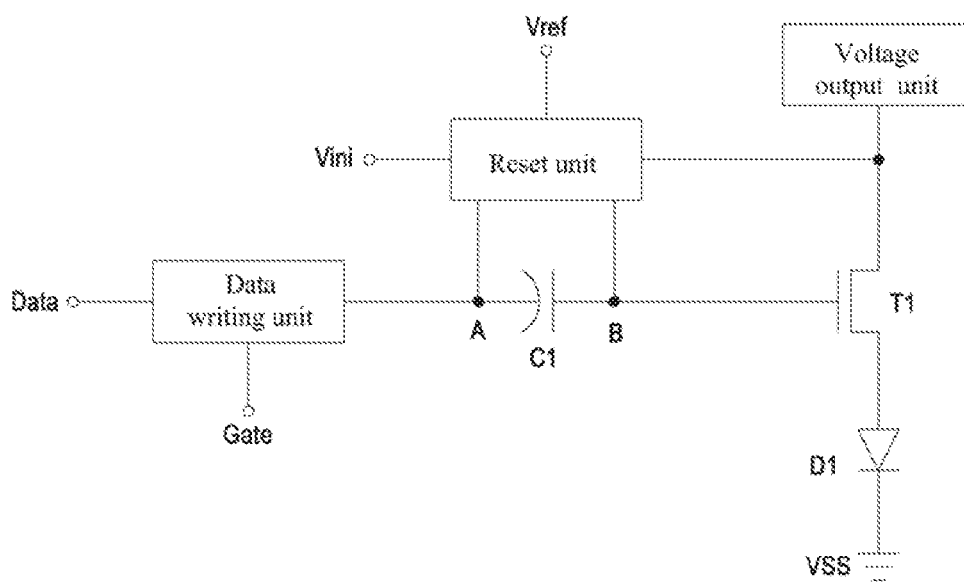 Vref
Voltage
output unit
Vini
Reset unit
Data
Data
writing unit
A
C1
B
T1
Gate
D1
VSS